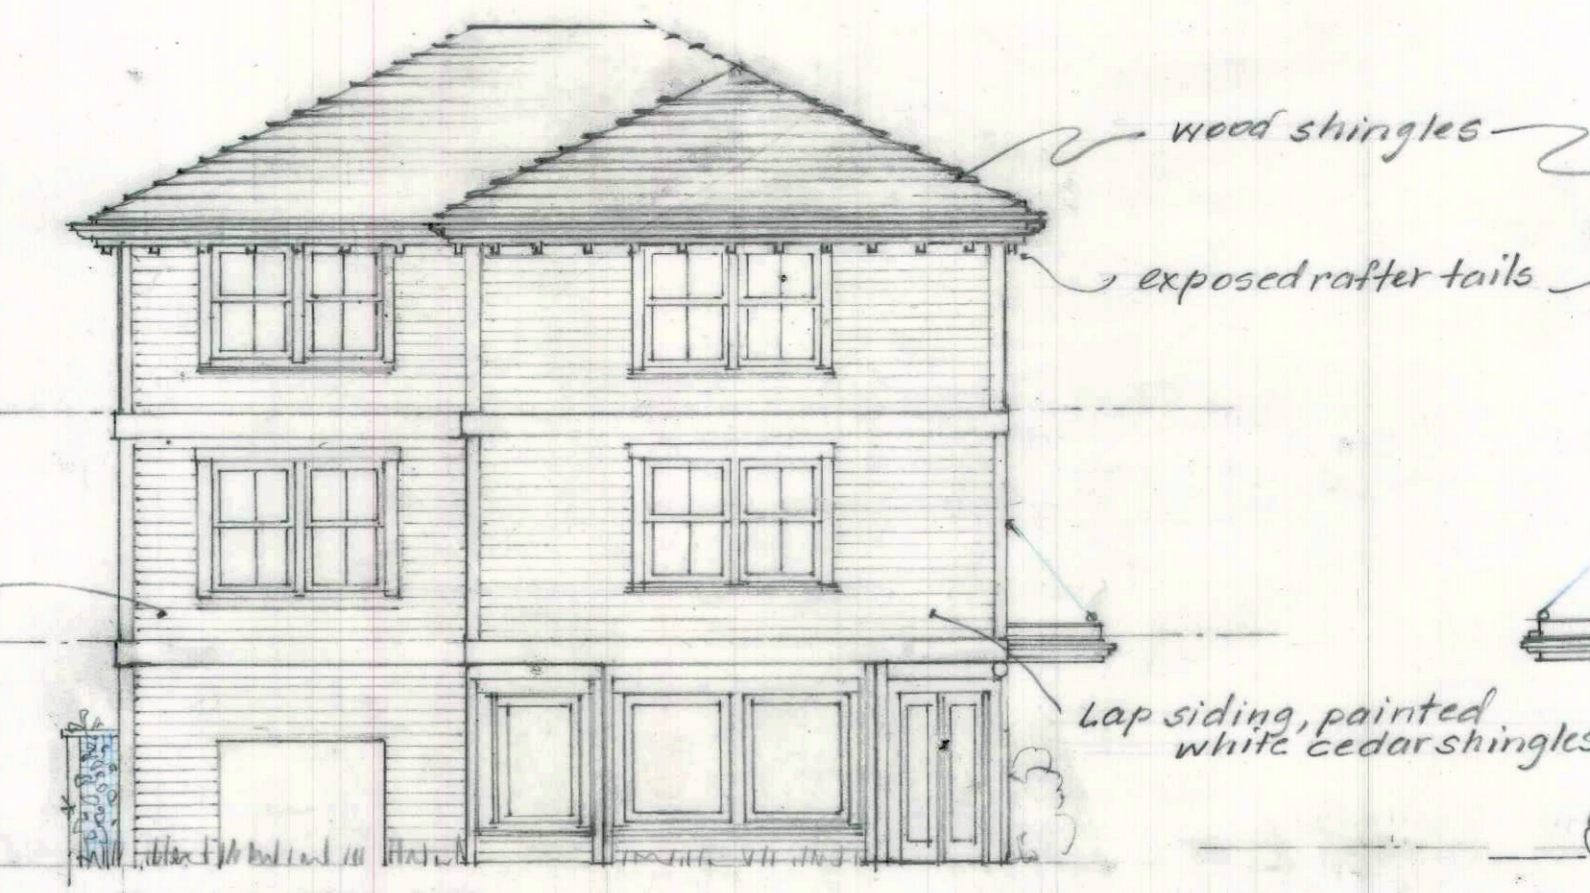 wood shingles
exposed rafter tails
Lap siding, painted
white cedar shingles